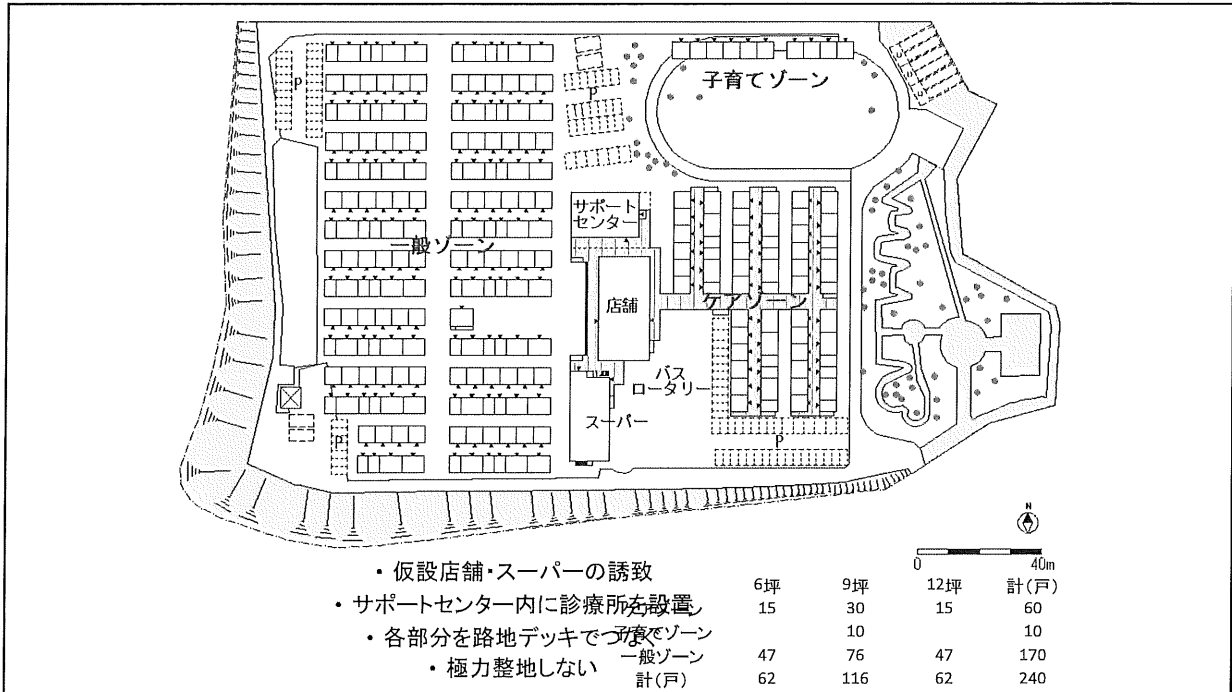 子育てゾーン
P
P
サポート
センター
一般ゾーン
店舗
ケアゾーン
バス
ロータリー
スーパー
P
P
N
0 40m
・仮設店舗・スーパーの誘致
・サポートセンター内に診療所を設置
・各部分を路地デッキでつなぐ
・極力整地しない
6坪 9坪 12坪 計(戸)
ケアゾーン 15 30 15 60
子育てゾーン 10 10
一般ゾーン 47 76 47 170
計(戸) 62 116 62 240